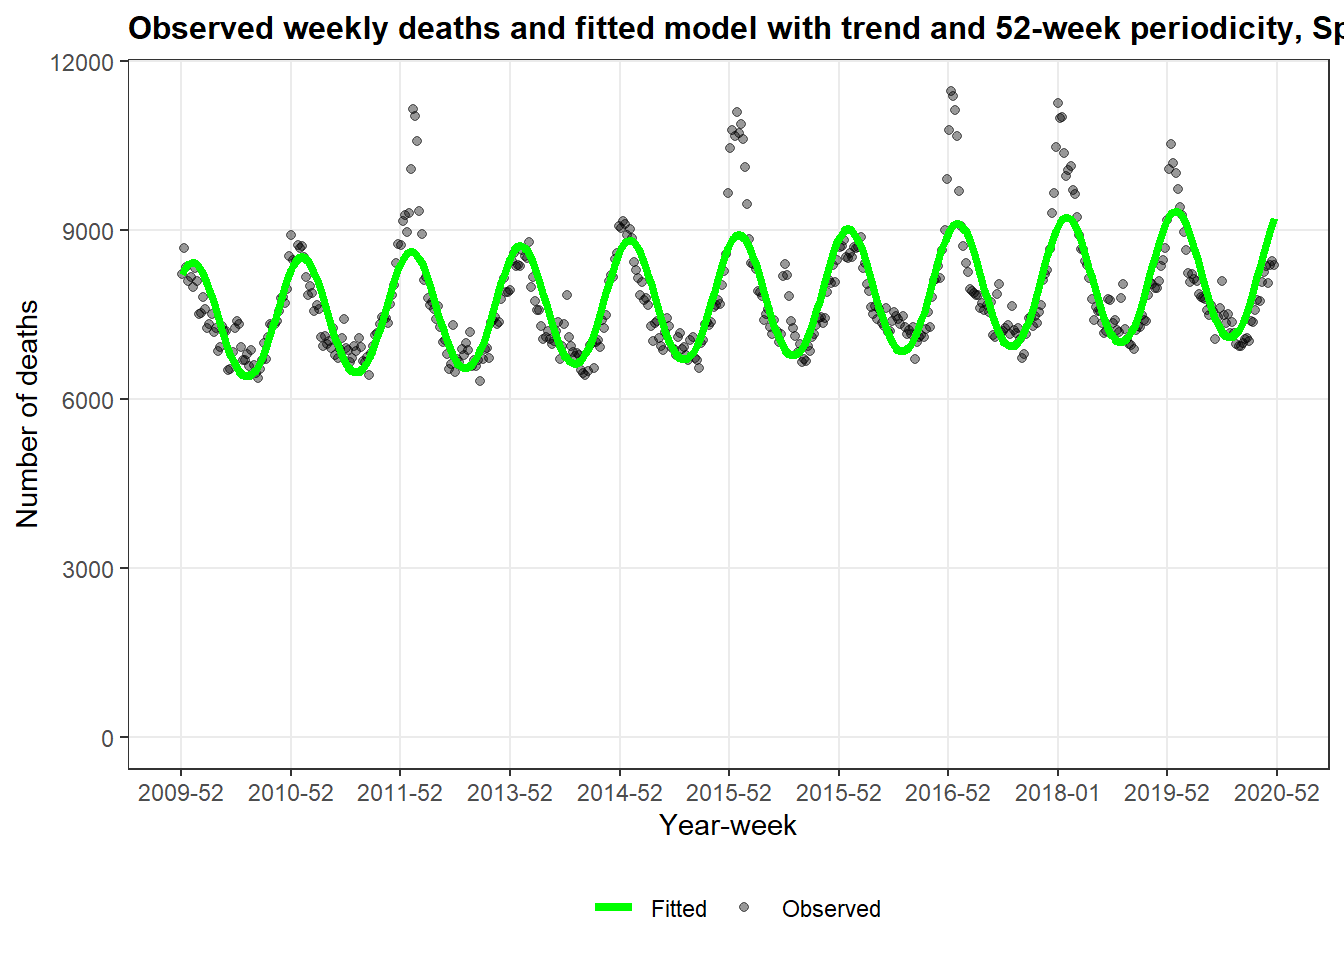 Observed weekly deaths and fitted model with trend and 52-week periodicity, Sp
12000
9000
6000
3000
0
Number of deaths
2009-52 2010-52 2011-52 2013-52 2014-52 2015-52 2015-52 2016-52 2018-01 2019-52 2020-52
Year-week
Fitted Observed